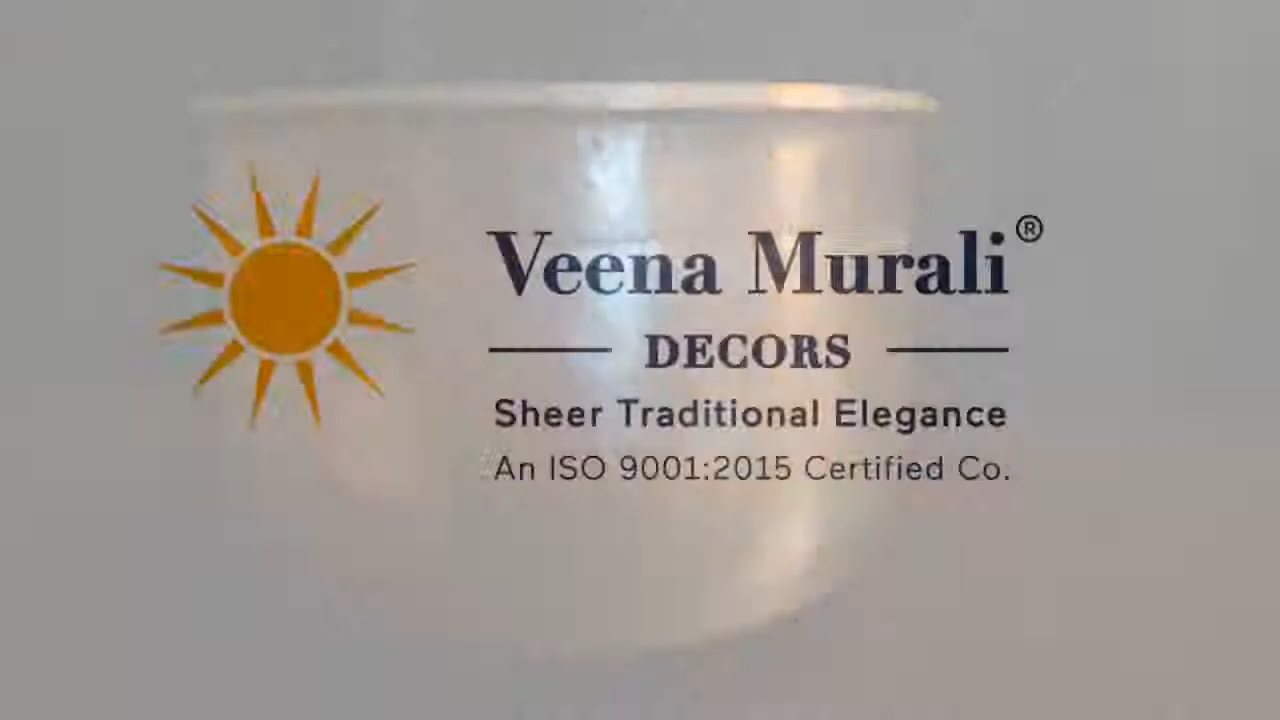 Veena Murali®
DECORS
Sheer Traditional Elegance
An ISO 9001:2015 Certified Co.